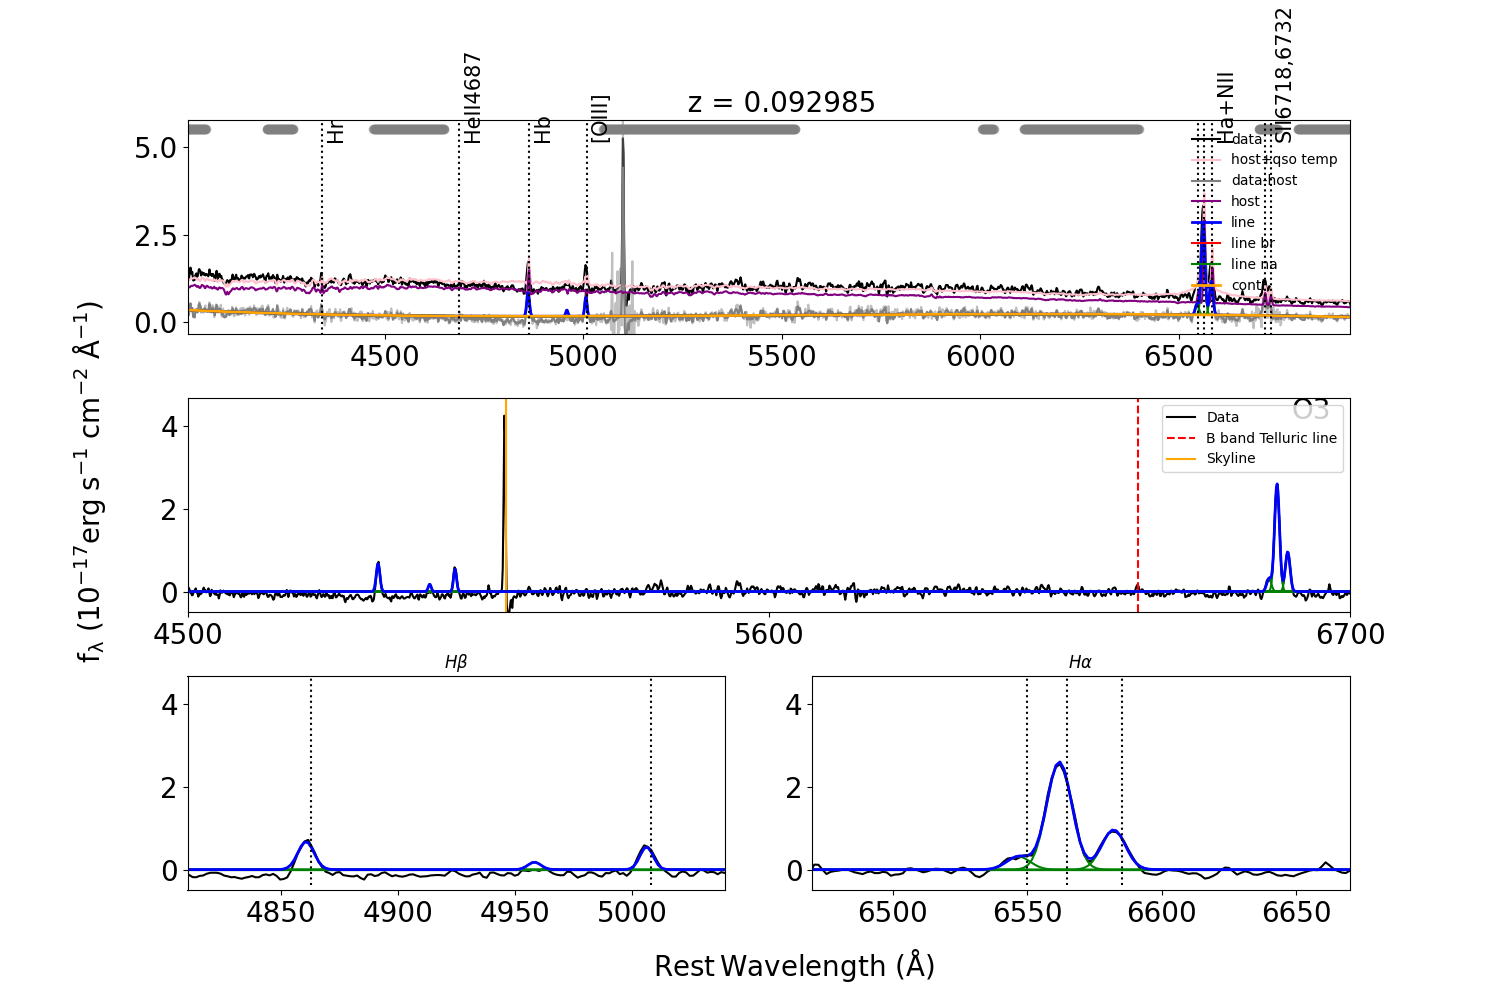 z = 0.092985
Hr
HeII4687
Hb
[OIII]
Ha+NII
SII6718,6732
5.0
2.5
0.0
data
host+qso temp
data-host
host
line
line br
line na
conti
4500 5000 5500 6000 6500
fλ (10⁻¹⁷erg s⁻¹ cm⁻² Å⁻¹)
O3
4
2
0
Data
B band Telluric line
Skyline
4500 5600 6700
Hβ
4
2
0
4850 4900 4950 5000
Hα
4
2
0
6500 6550 6600 6650
Rest Wavelength (Å)